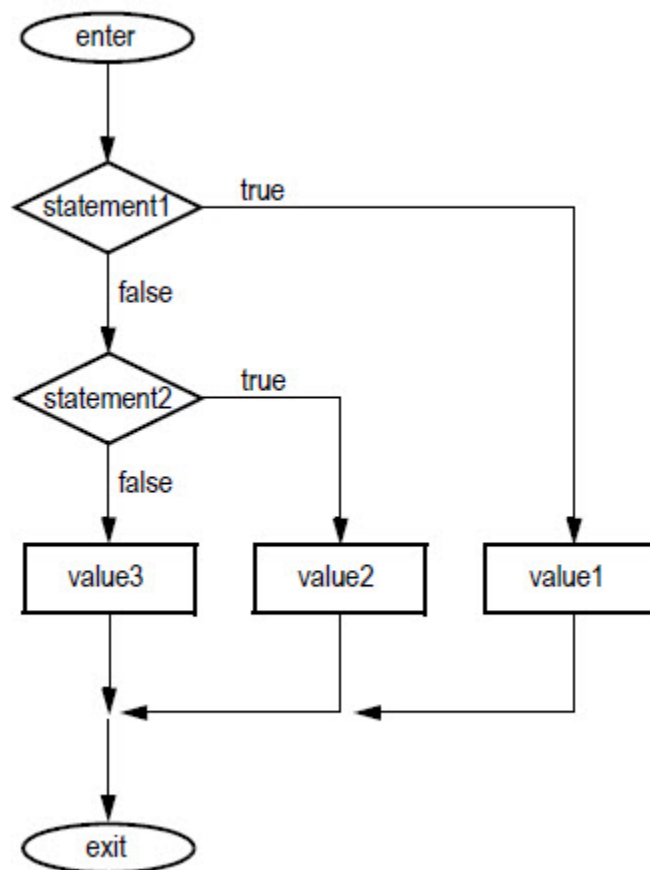 enter
statement1
true
false
statement2
true
false
value3
value2
value1
exit